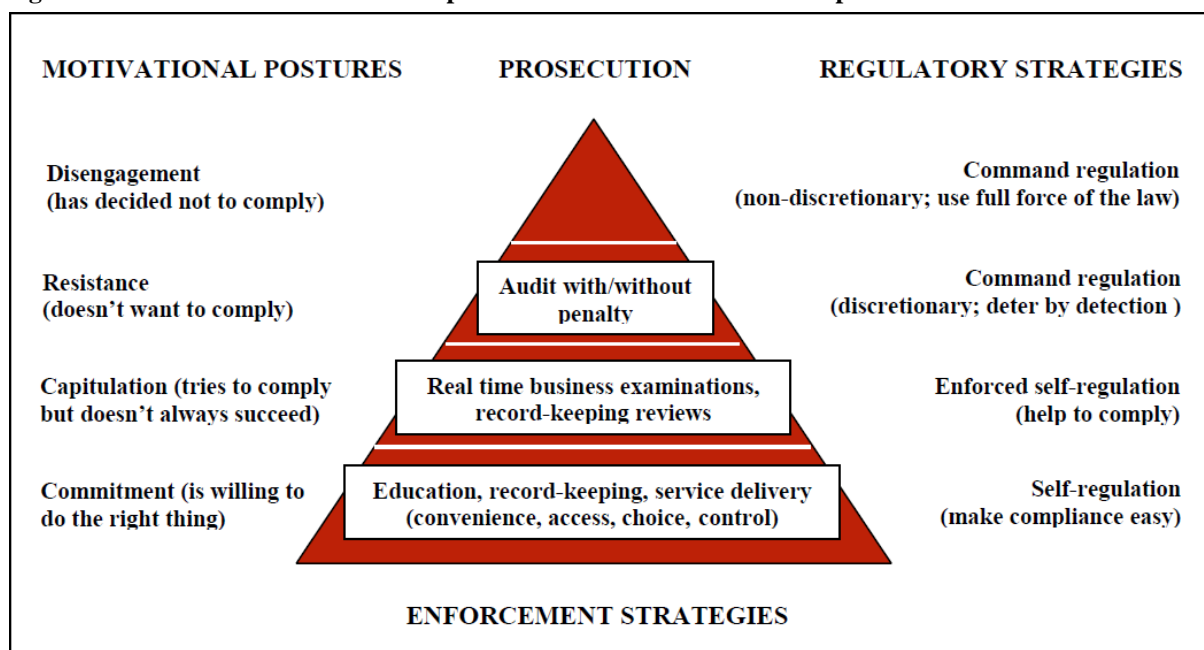 MOTIVATIONAL POSTURES
PROSECUTION
REGULATORY STRATEGIES
Disengagement
(has decided not to comply)
Command regulation
(non-discretionary; use full force of the law)
Resistance
(doesn't want to comply)
Audit with/without
penalty
Command regulation
(discretionary; deter by detection )
Capitulation (tries to comply
but doesn't always succeed)
Real time business examinations,
record-keeping reviews
Enforced self-regulation
(help to comply)
Commitment (is willing to
do the right thing)
Education, record-keeping, service delivery
(convenience, access, choice, control)
Self-regulation
(make compliance easy)
ENFORCEMENT STRATEGIES